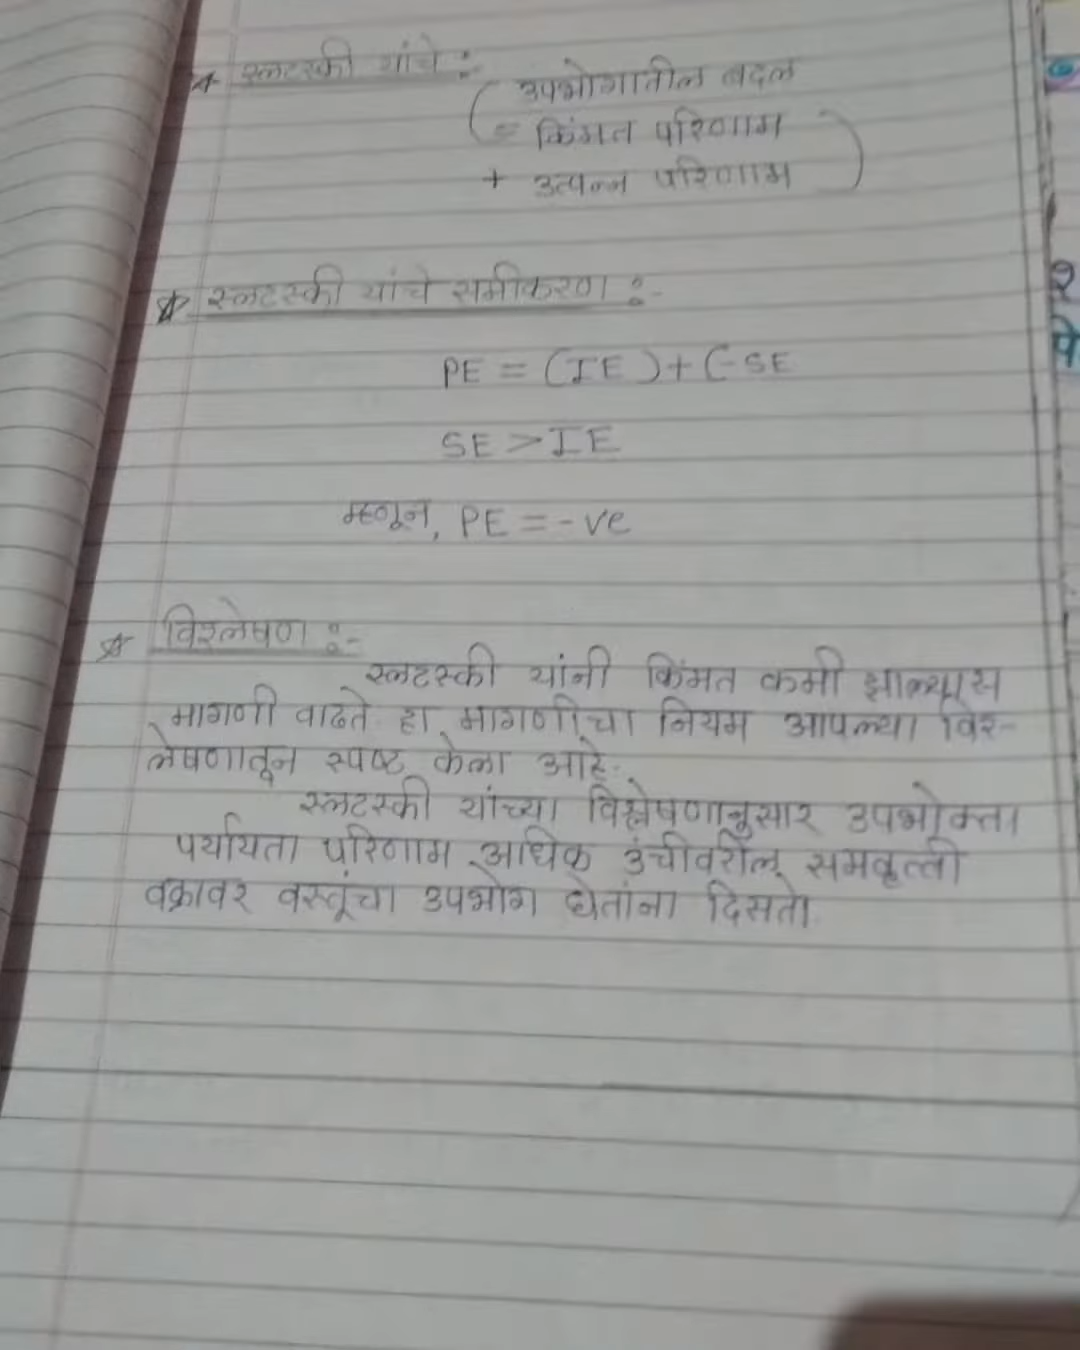 स्लटस्की यांचे :
( उपभोगातील बदल
= किंमत परिणाम
+ उत्पन्न परिणाम )
स्लटस्की यांचे समीकरण :-
PE = (IE) + (-SE
SE > IE
म्हणून, PE = -ve
विश्लेषण :-
स्लटस्की यांनी किंमत कमी झाल्यास
मागणी वाढते हा मागणीचा नियम आपल्या विश-
लेषणातून स्पष्ट केला आहे.
स्लटस्की यांच्या विश्लेषणानुसार उपभोक्ता
पर्यायता परिणाम अधिक उंचीवरील समवृत्ती
वक्रावर वस्तूंचा उपभोग घेतांना दिसतो.
२
पे